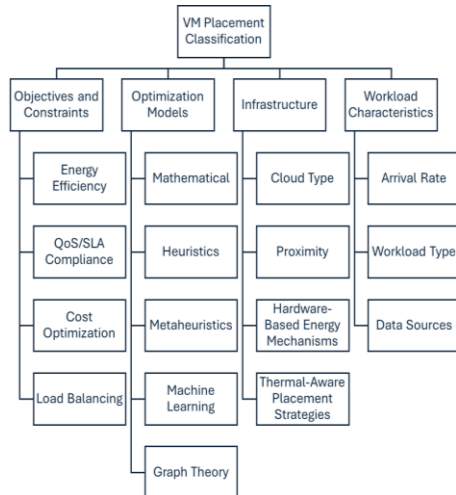 VM Placement
Classification
Objectives and
Constraints
Optimization
Models
Infrastructure
Workload
Characteristics
Energy
Efficiency
Mathematical
Cloud Type
Arrival Rate
QoS/SLA
Compliance
Heuristics
Proximity
Workload Type
Cost
Optimization
Metaheuristics
Hardware-
Based Energy
Mechanisms
Data Sources
Load Balancing
Machine
Learning
Thermal-Aware
Placement
Strategies
Graph Theory